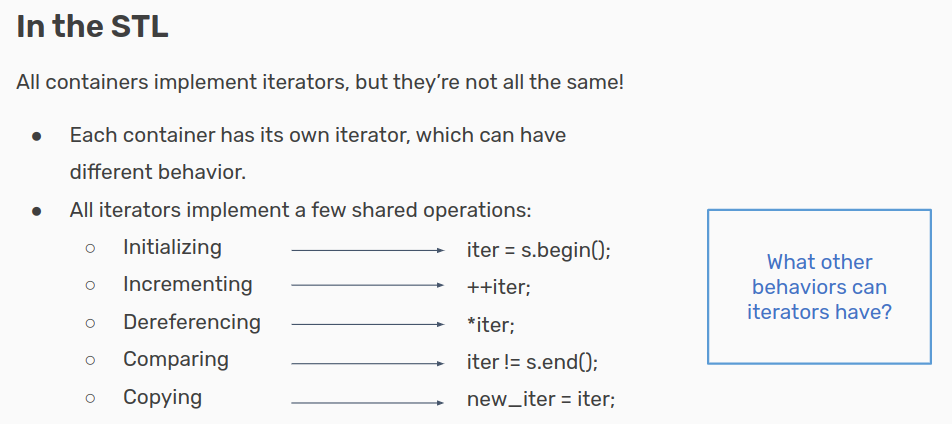 In the STL
All containers implement iterators, but they’re not all the same!
● Each container has its own iterator, which can have
different behavior.
● All iterators implement a few shared operations:
○ Initializing iter = s.begin();
○ Incrementing ++iter;
○ Dereferencing *iter;
○ Comparing iter != s.end();
○ Copying new_iter = iter;
What other
behaviors can
iterators have?